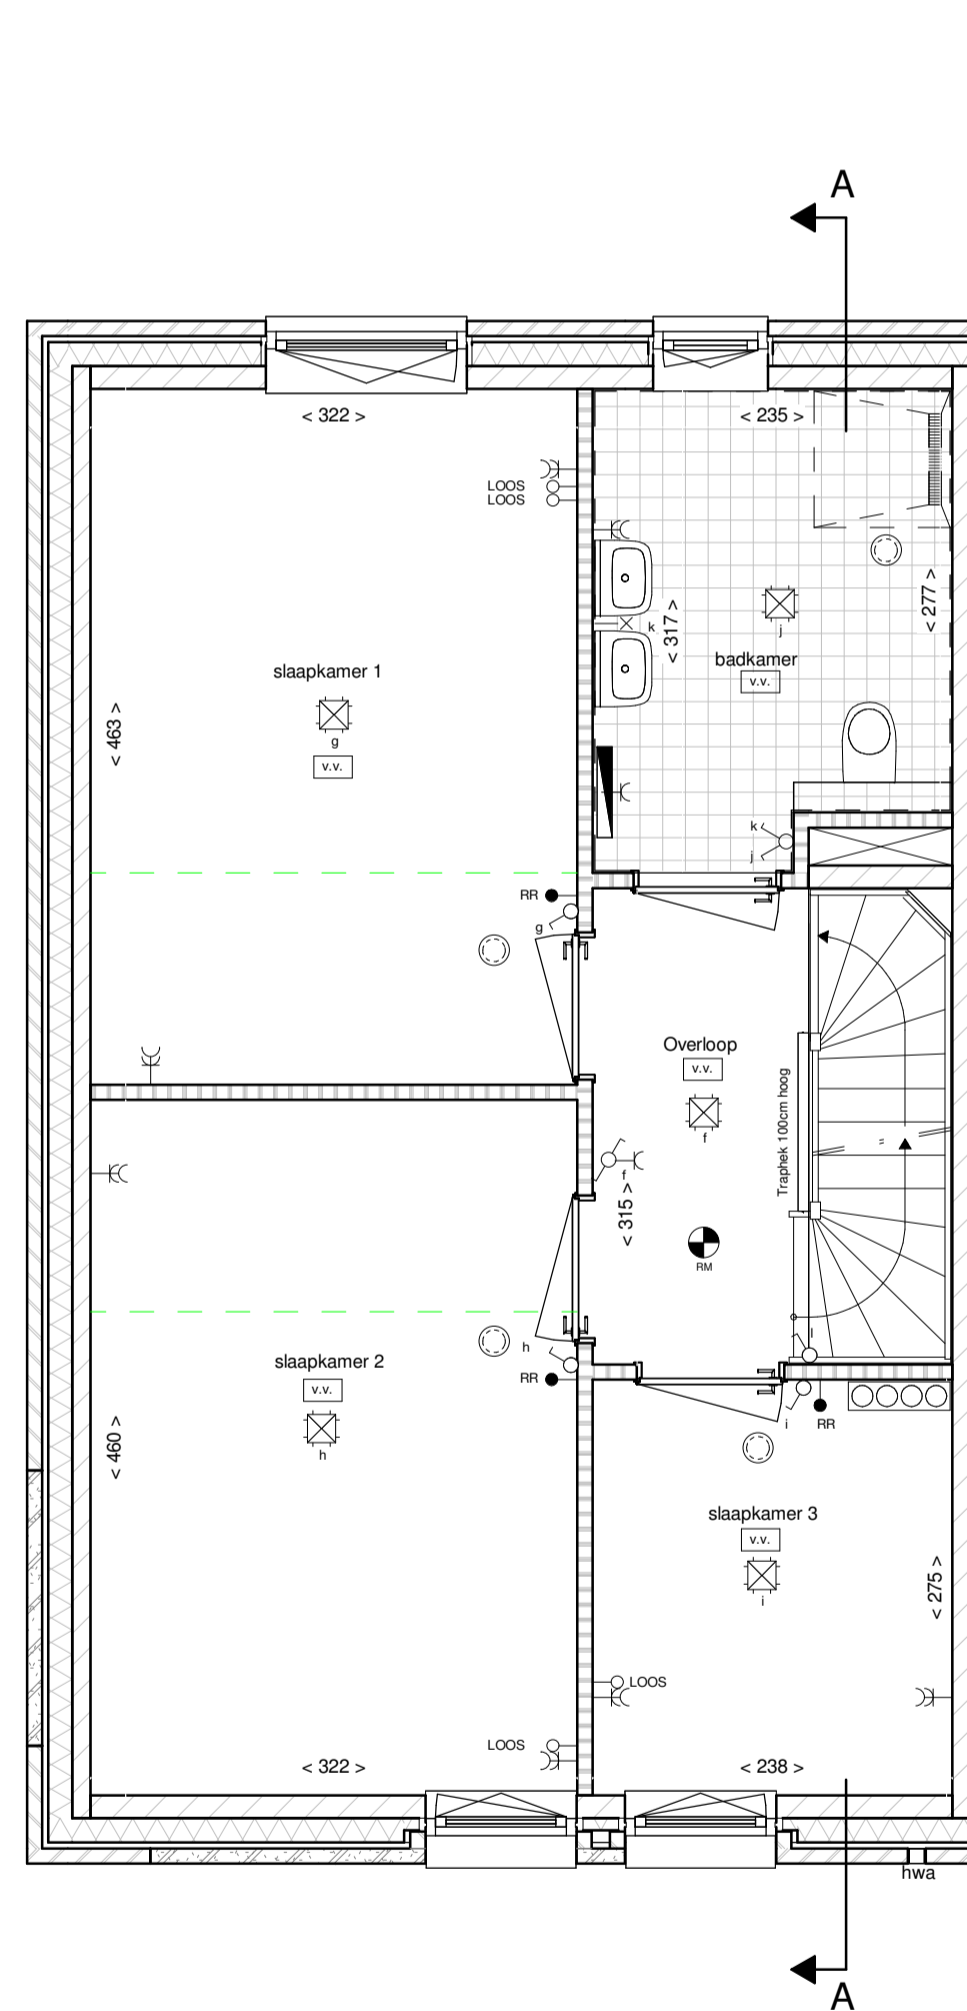 A
< 322 >
< 235 >
LOOS
LOOS
< 277 >
< 317 >
k
j
badkamer
v.v.
slaapkamer 1
g
v.v.
< 463 >
k
j
RR
g
Overloop
v.v.
f
Traphek 100cm hoog
f
< 315 >
RM
l
h
RR
slaapkamer 2
v.v.
h
< 460 >
i
RR
slaapkamer 3
v.v.
i
< 275 >
LOOS
LOOS
< 322 >
< 238 >
hwa
A